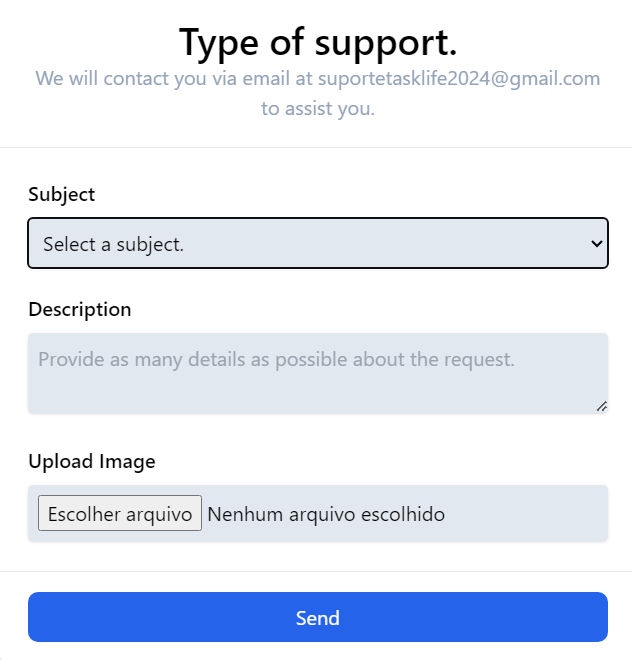 Type of support.
We will contact you via email at suportetasklife2024@gmail.com
to assist you.
Subject
Select a subject.
Description
Provide as many details as possible about the request.
Upload Image
Escolher arquivo Nenhum arquivo escolhido
Send